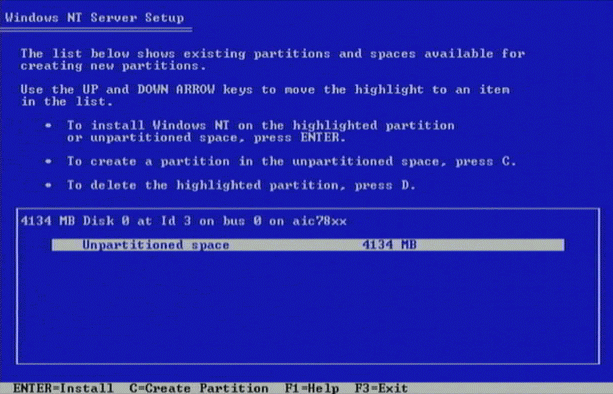 Windows NT Server Setup
The list below shows existing partitions and spaces available for
creating new partitions.
Use the UP and DOWN ARROW keys to move the highlight to an item
in the list.
• To install Windows NT on the highlighted partition
or unpartitioned space, press ENTER.
• To create a partition in the unpartitioned space, press C.
• To delete the highlighted partition, press D.
4134 MB Disk 0 at Id 3 on bus 0 on aic78xx
Unpartitioned space 4134 MB
ENTER=Install C=Create Partition F1=Help F3=Exit